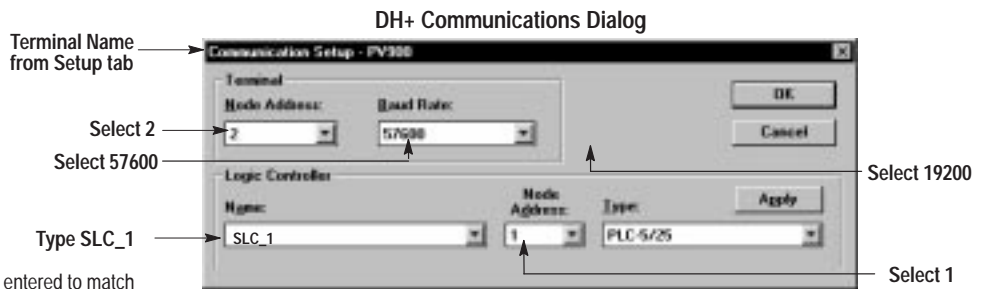 DH+ Communications Dialog
Terminal Name
from Setup tab
Communication Setup - PV300
Terminal
Node Address:
Baud Rate:
OK
Select 2
2
57600
Cancel
Select 57600
Select 19200
Logic Controller
Name:
Node
Address:
Type:
Apply
Type SLC_1
SLC_1
1
PLC-5/25
entered to match
Select 1